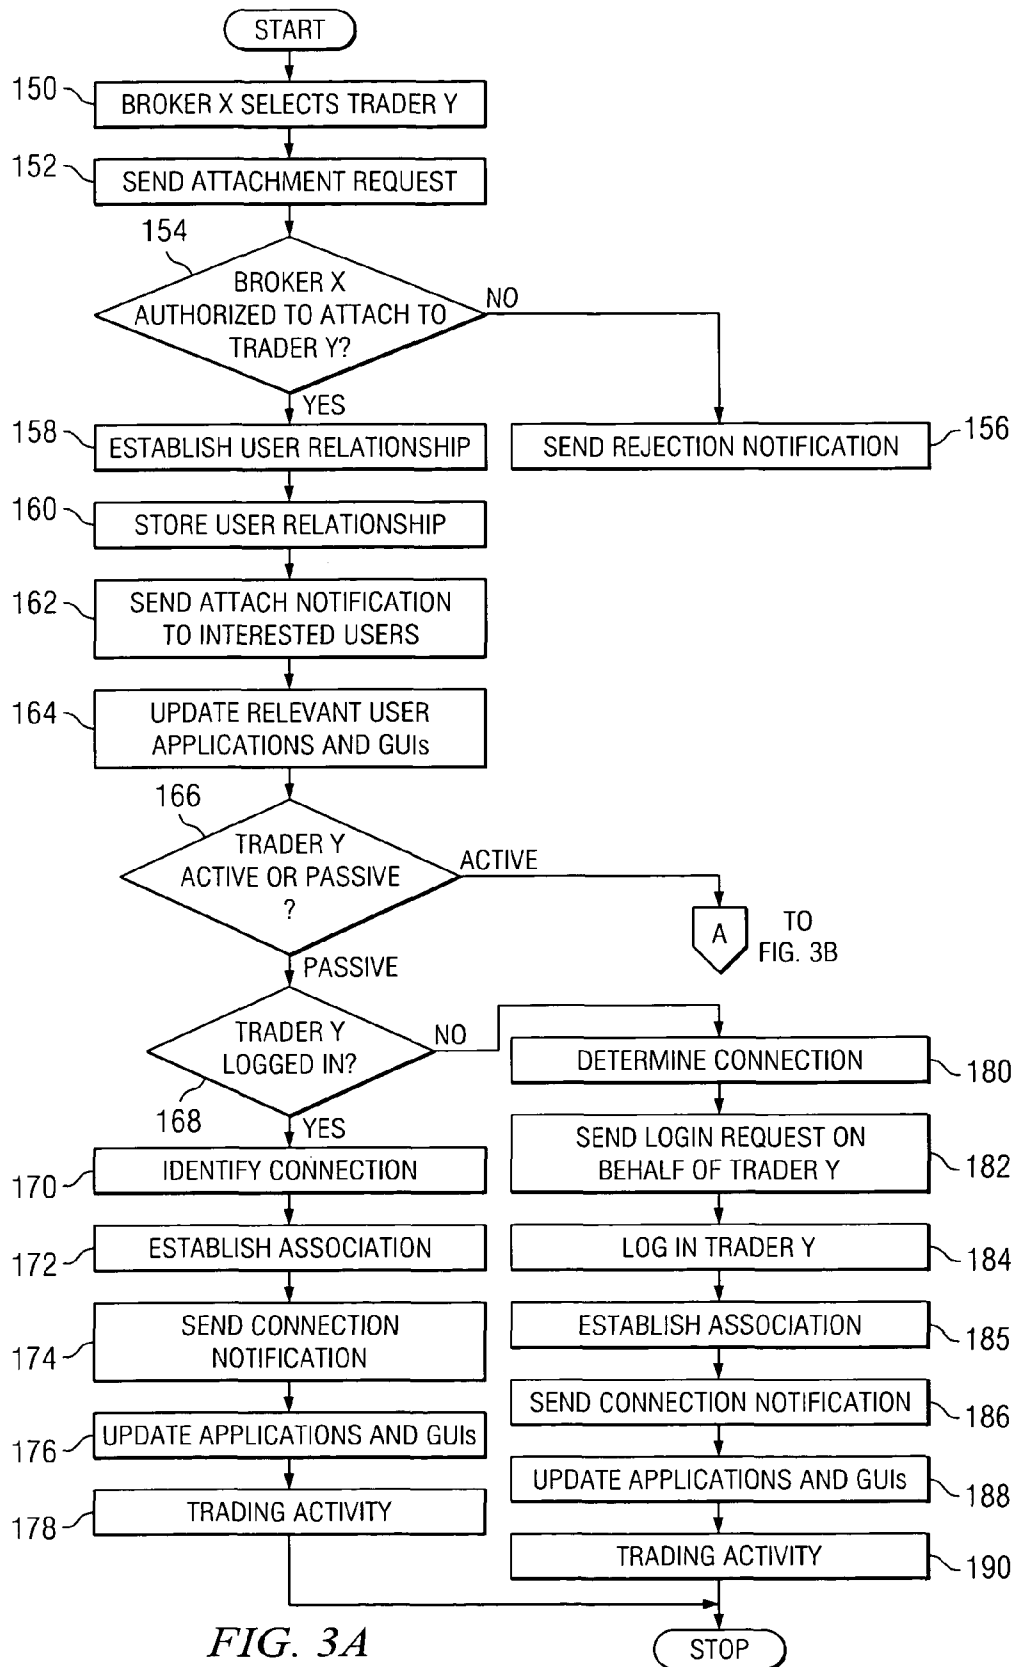 START
150
BROKER X SELECTS TRADER Y
152
SEND ATTACHMENT REQUEST
154
BROKER X
AUTHORIZED TO ATTACH TO
TRADER Y?
NO
YES
158
ESTABLISH USER RELATIONSHIP
SEND REJECTION NOTIFICATION
156
160
STORE USER RELATIONSHIP
162
SEND ATTACH NOTIFICATION
TO INTERESTED USERS
164
UPDATE RELEVANT USER
APPLICATIONS AND GUIs
166
TRADER Y
ACTIVE OR PASSIVE
?
ACTIVE
A
TO
FIG. 3B
PASSIVE
TRADER Y
LOGGED IN?
NO
168
YES
DETERMINE CONNECTION
180
SEND LOGIN REQUEST ON
BEHALF OF TRADER Y
182
170
IDENTIFY CONNECTION
172
ESTABLISH ASSOCIATION
LOG IN TRADER Y
184
174
SEND CONNECTION
NOTIFICATION
ESTABLISH ASSOCIATION
185
SEND CONNECTION NOTIFICATION
186
176
UPDATE APPLICATIONS AND GUIs
UPDATE APPLICATIONS AND GUIs
188
178
TRADING ACTIVITY
TRADING ACTIVITY
190
FIG. 3A
STOP